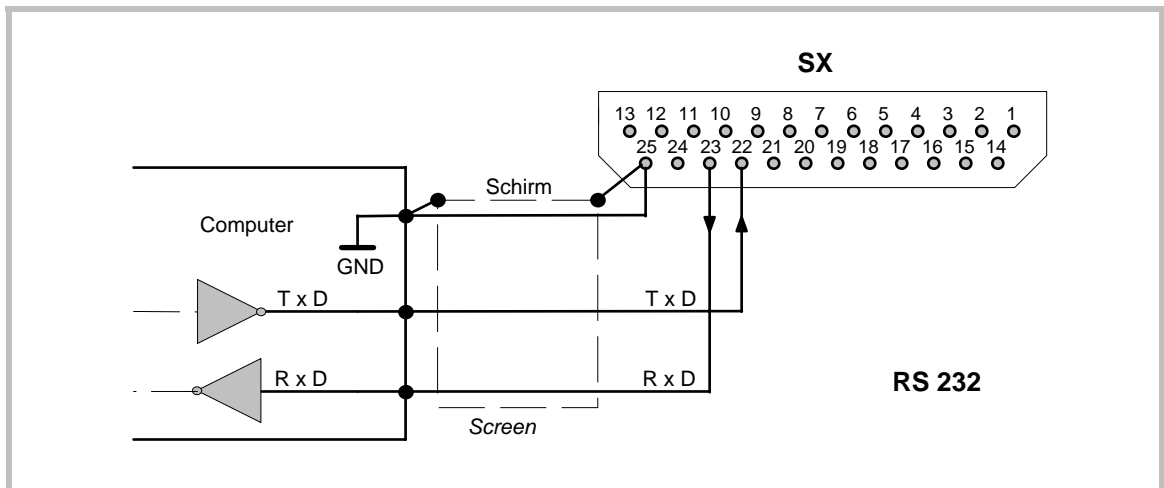 SX
13 12 11 10 9 8 7 6 5 4 3 2 1
25 24 23 22 21 20 19 18 17 16 15 14
Schirm
Computer
GND
T x D T x D
R x D R x D
RS 232
Screen